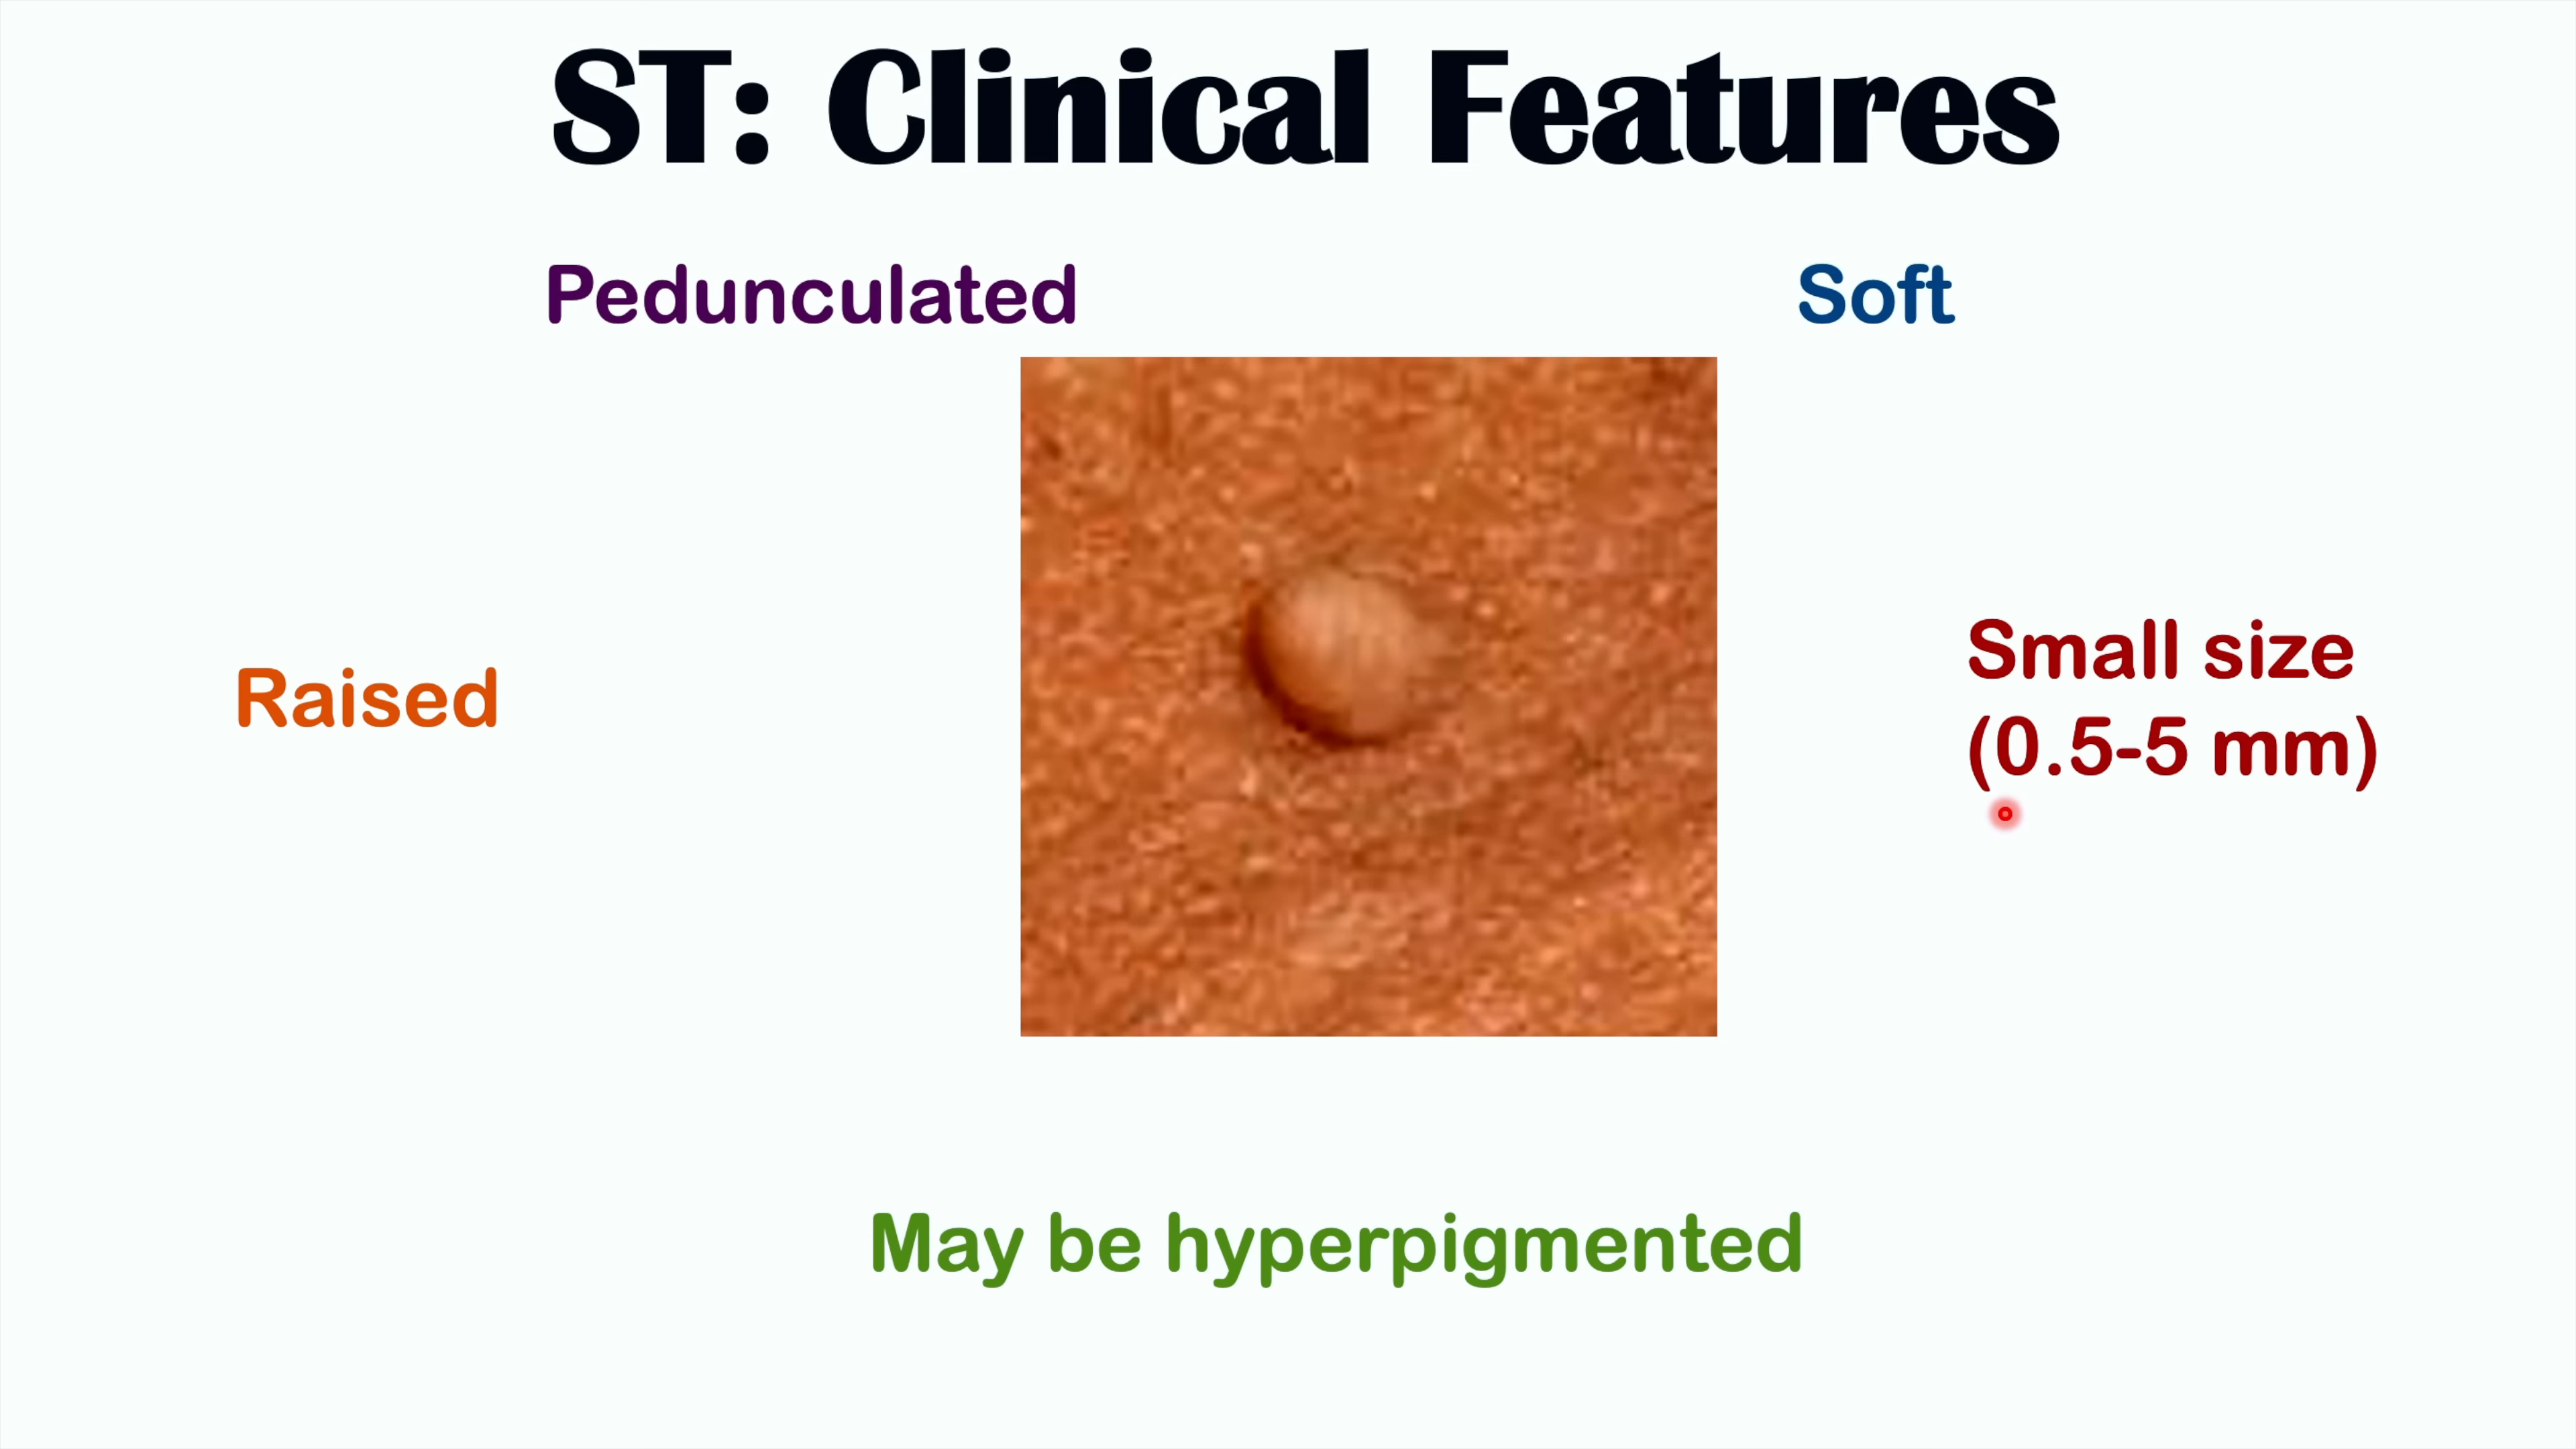 ST: Clinical Features
Pedunculated
Soft
Raised
Small size
(0.5-5 mm)
May be hyperpigmented